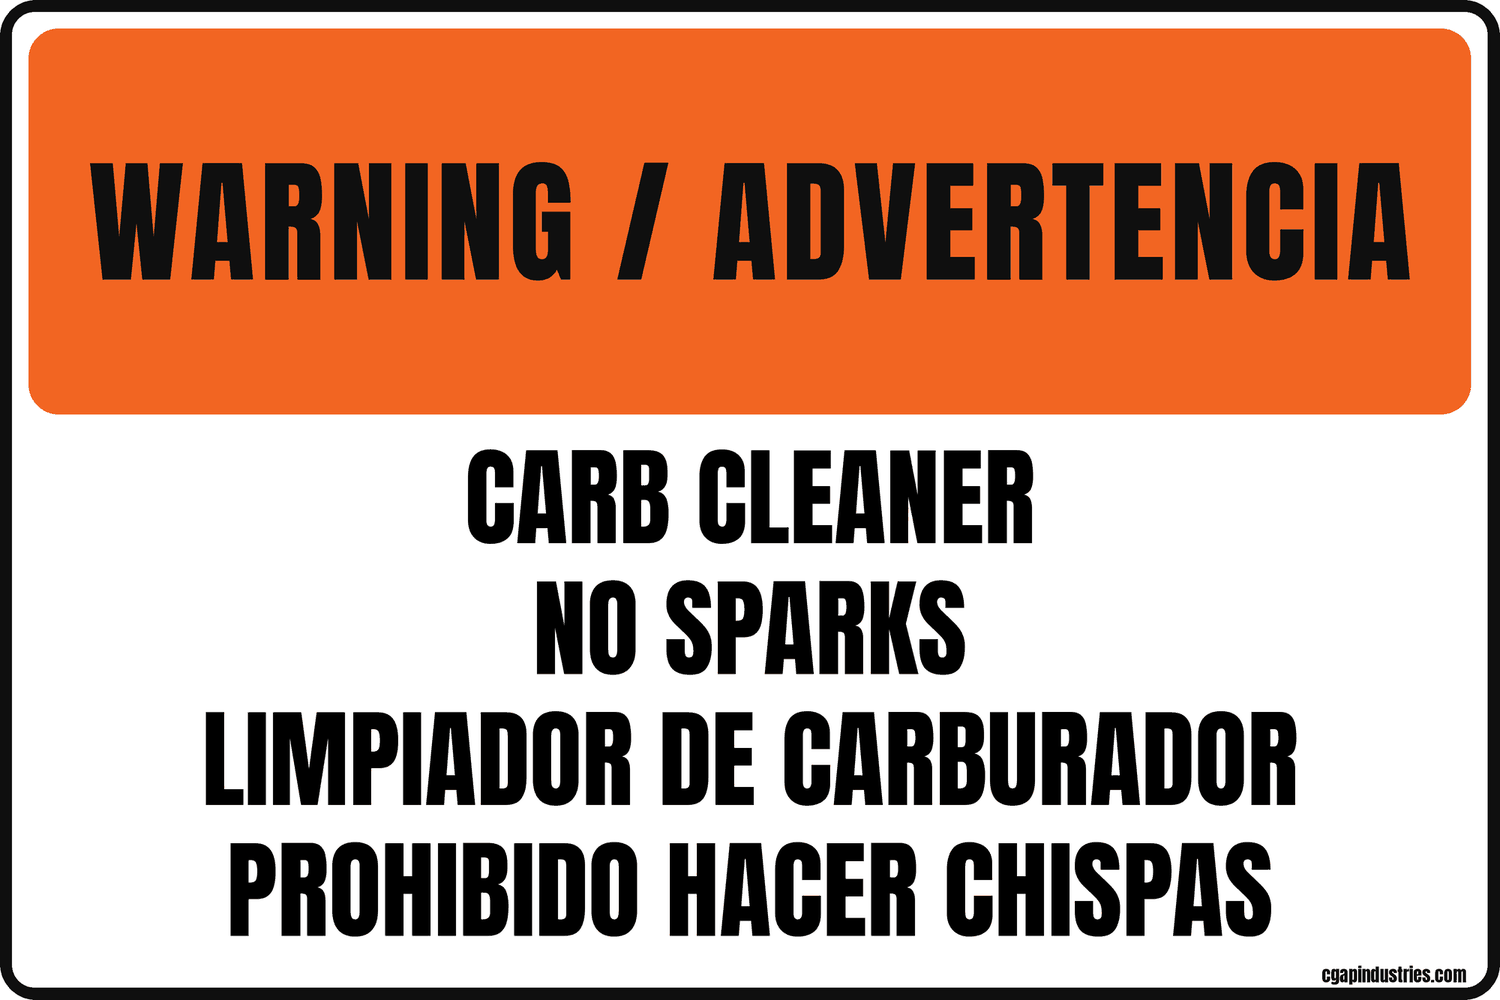 WARNING / ADVERTENCIA
CARB CLEANER
NO SPARKS
LIMPIADOR DE CARBURADOR
PROHIBIDO HACER CHISPAS
cgapindustries.com